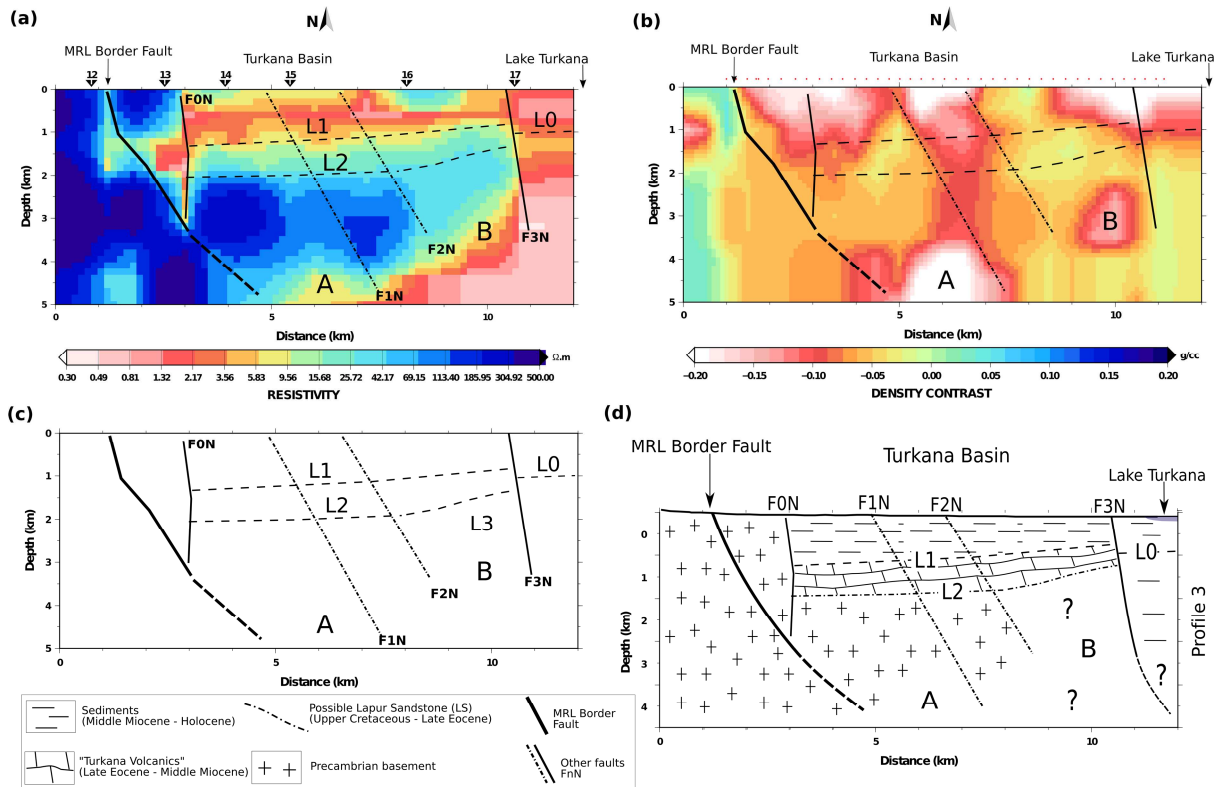 (a)
N
MRL Border Fault
Turkana Basin
Lake Turkana
12
13
14
15
16
17
F0N
L1
L0
L2
F2N
B
F3N
A
F1N
0
1
2
3
4
5
Depth (km)
0
5
10
Distance (km)
0.30 0.49 0.81 1.32 2.17 3.56 5.83 9.56 15.68 25.72 42.17 69.15 113.40 185.95 304.92 500.00
Ω.m
RESISTIVITY
(b)
N
MRL Border Fault
Turkana Basin
Lake Turkana
B
A
0
1
2
3
4
5
Depth (km)
0
5
10
Distance (km)
−0.20 −0.15 −0.10 −0.05 0.00 0.05 0.10 0.15 0.20
g/cc
DENSITY CONTRAST
(c)
F0N
L1
L0
L2
L3
B
F2N
F3N
A
F1N
0
1
2
3
4
5
Depth (km)
0
5
10
Distance (km)
(d)
MRL Border Fault
Turkana Basin
Lake Turkana
F0N
F1N
F2N
F3N
L1
L0
L2
?
B
A
?
?
0
1
2
3
4
Depth (km)
0
5
10
Distance (km)
Profile 3
Sediments
(Middle Miocene - Holocene)
Possible Lapur Sandstone (LS)
(Upper Cretaceous - Late Eocene)
MRL Border
Fault
"Turkana Volcanics"
(Late Eocene - Middle Miocene)
Precambrian basement
Other faults
FnN